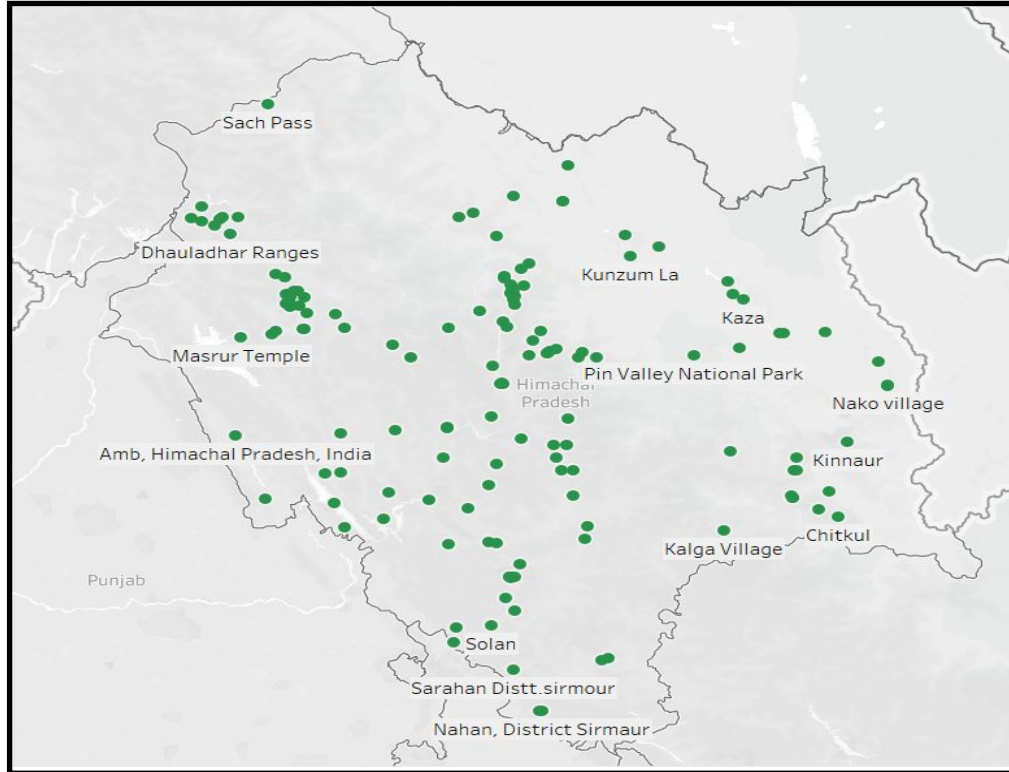 Sach Pass
Dhauladhar Ranges
Kunzum La
Kaza
Masrur Temple
Pin Valley National Park
Himachal
Pradesh
Nako village
Amb, Himachal Pradesh, India
Kinnaur
Chitkul
Kalga Village
Punjab
Solan
Sarahan Distt.sirmour
Nahan, District Sirmaur